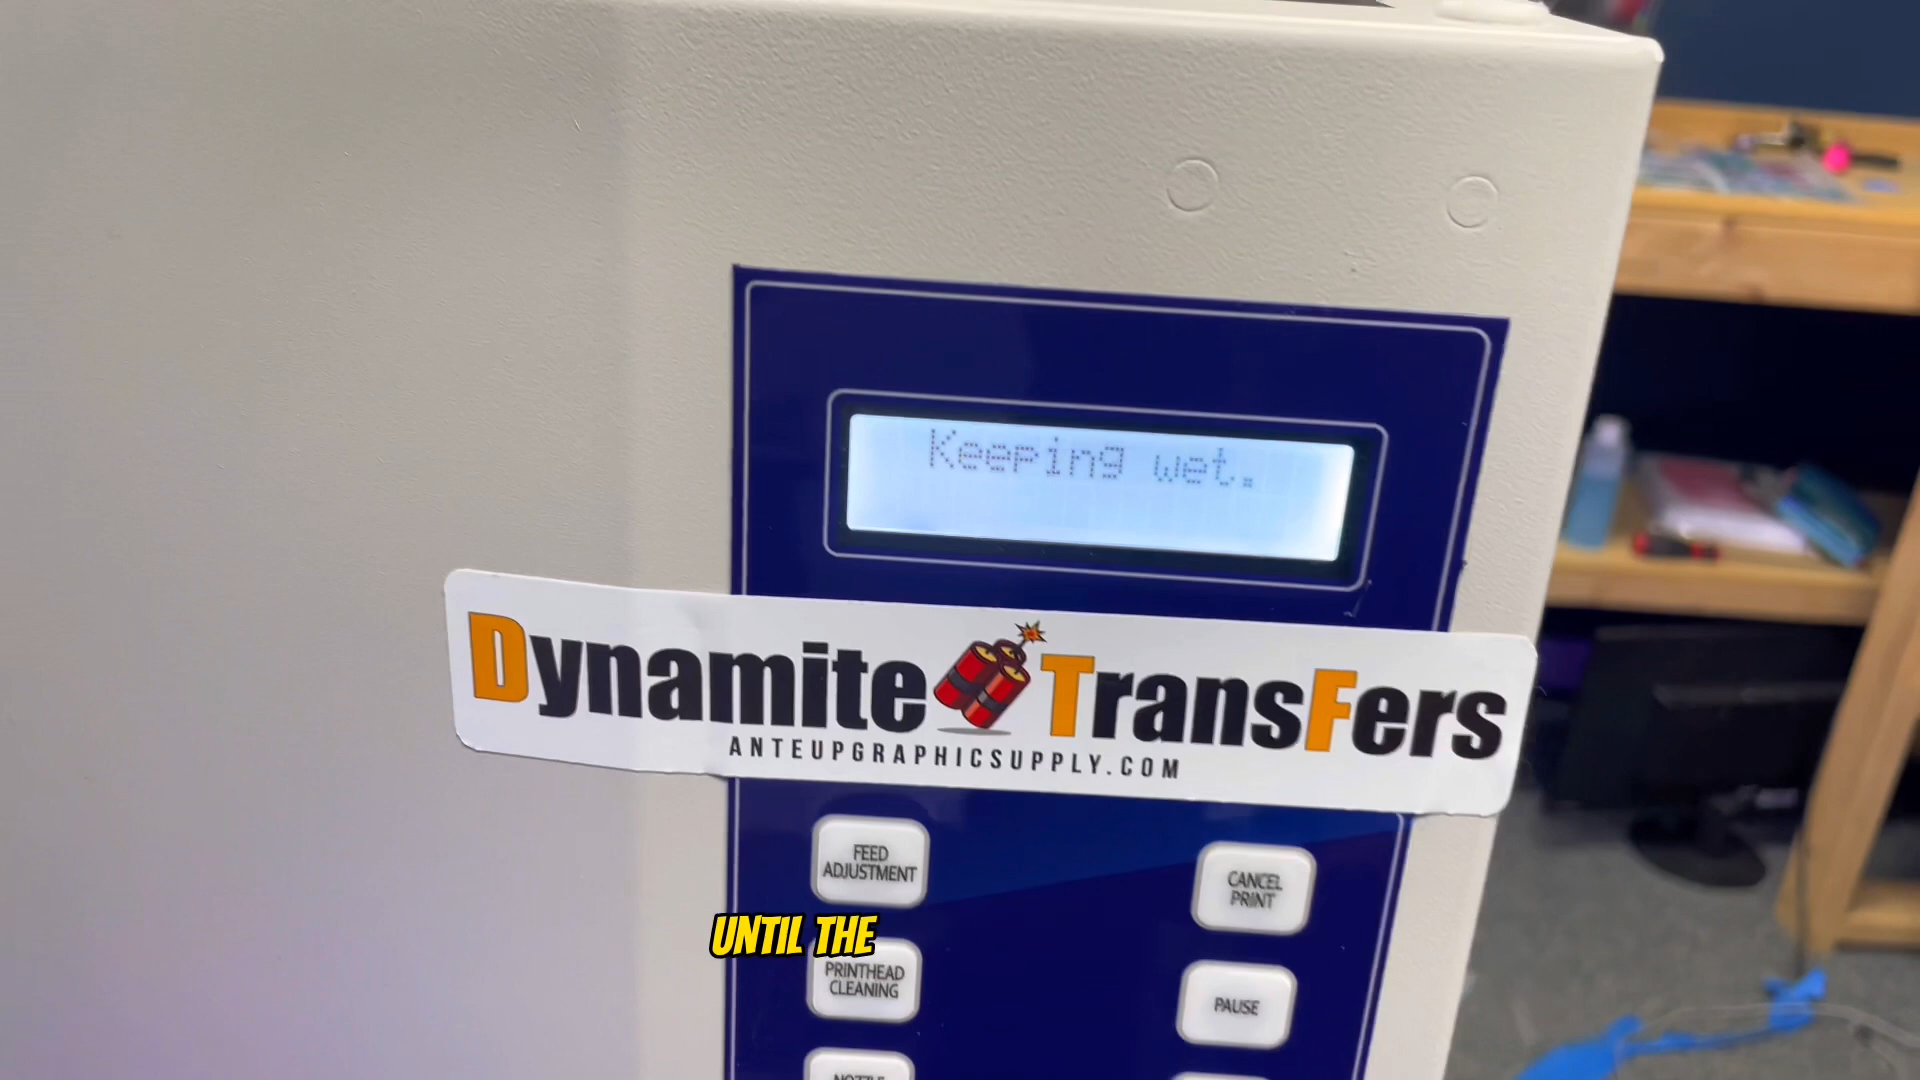 Keeping wet.
Dynamite TransFers
ANTEUPGRAPHICSUPPLY.COM
FEED
ADJUSTMENT
CANCEL
PRINT
UNTIL THE
PRINTHEAD
CLEANING
PAUSE